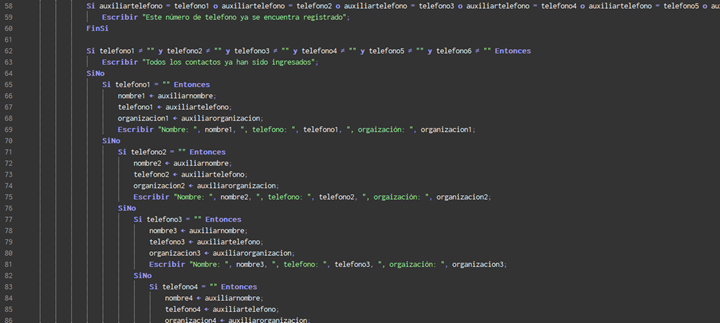 58 Si auxiliartelefono = telefono1 o auxiliartelefono = telefono2 o auxiliartelefono = telefono3 o auxiliartelefono = telefono4 o auxiliartelefono = telefono5 o
59 Escribir "Este número de telefono ya se encuentra registrado";
60 FinSi
61
62 Si telefono1 ≠ "" y telefono2 ≠ "" y telefono3 ≠ "" y telefono4 ≠ "" y telefono5 ≠ "" y telefono6 ≠ "" Entonces
63 Escribir "Todos los contactos ya han sido ingresados";
64 SiNo
65 Si telefono1 = "" Entonces
66 nombre1 ← auxiliarnombre;
67 telefono1 ← auxiliartelefono;
68 organizacion1 ← auxiliarorganizacion;
69 Escribir "Nombre: ", nombre1, ", telefono: ", telefono1, ", orgaización: ", organizacion1;
70 SiNo
71 Si telefono2 = "" Entonces
72 nombre2 ← auxiliarnombre;
73 telefono2 ← auxiliartelefono;
74 organizacion2 ← auxiliarorganizacion;
75 Escribir "Nombre: ", nombre2, ", telefono: ", telefono2, ", orgaización: ", organizacion2;
76 SiNo
77 Si telefono3 = "" Entonces
78 nombre3 ← auxiliarnombre;
79 telefono3 ← auxiliartelefono;
80 organizacion3 ← auxiliarorganizacion;
81 Escribir "Nombre: ", nombre3, ", telefono: ", telefono3, ", orgaización: ", organizacion3;
82 SiNo
83 Si telefono4 = "" Entonces
84 nombre4 ← auxiliarnombre;
85 telefono4 ← auxiliartelefono;
86 organizacion4 ← auxiliarorganizacion;